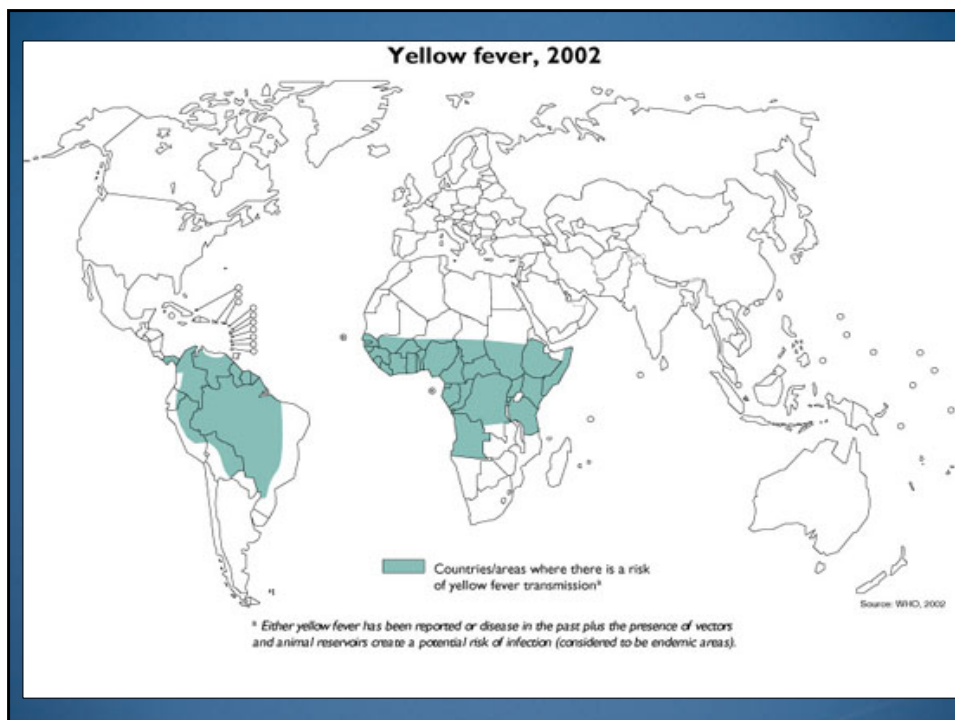 Yellow fever, 2002
Countries/areas where there is a risk
of yellow fever transmission ᵃ
Source: WHO, 2002
ᵃ Either yellow fever has been reported or disease in the past plus the presence of vectors
and animal reservoirs create a potential risk of infection (considered to be endemic areas).